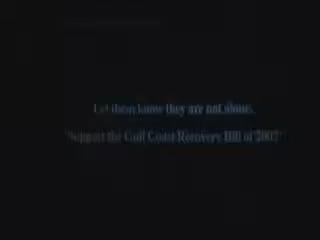 Let them know they are not alone.
Support the Gulf Coast Recovery Bill of 2007